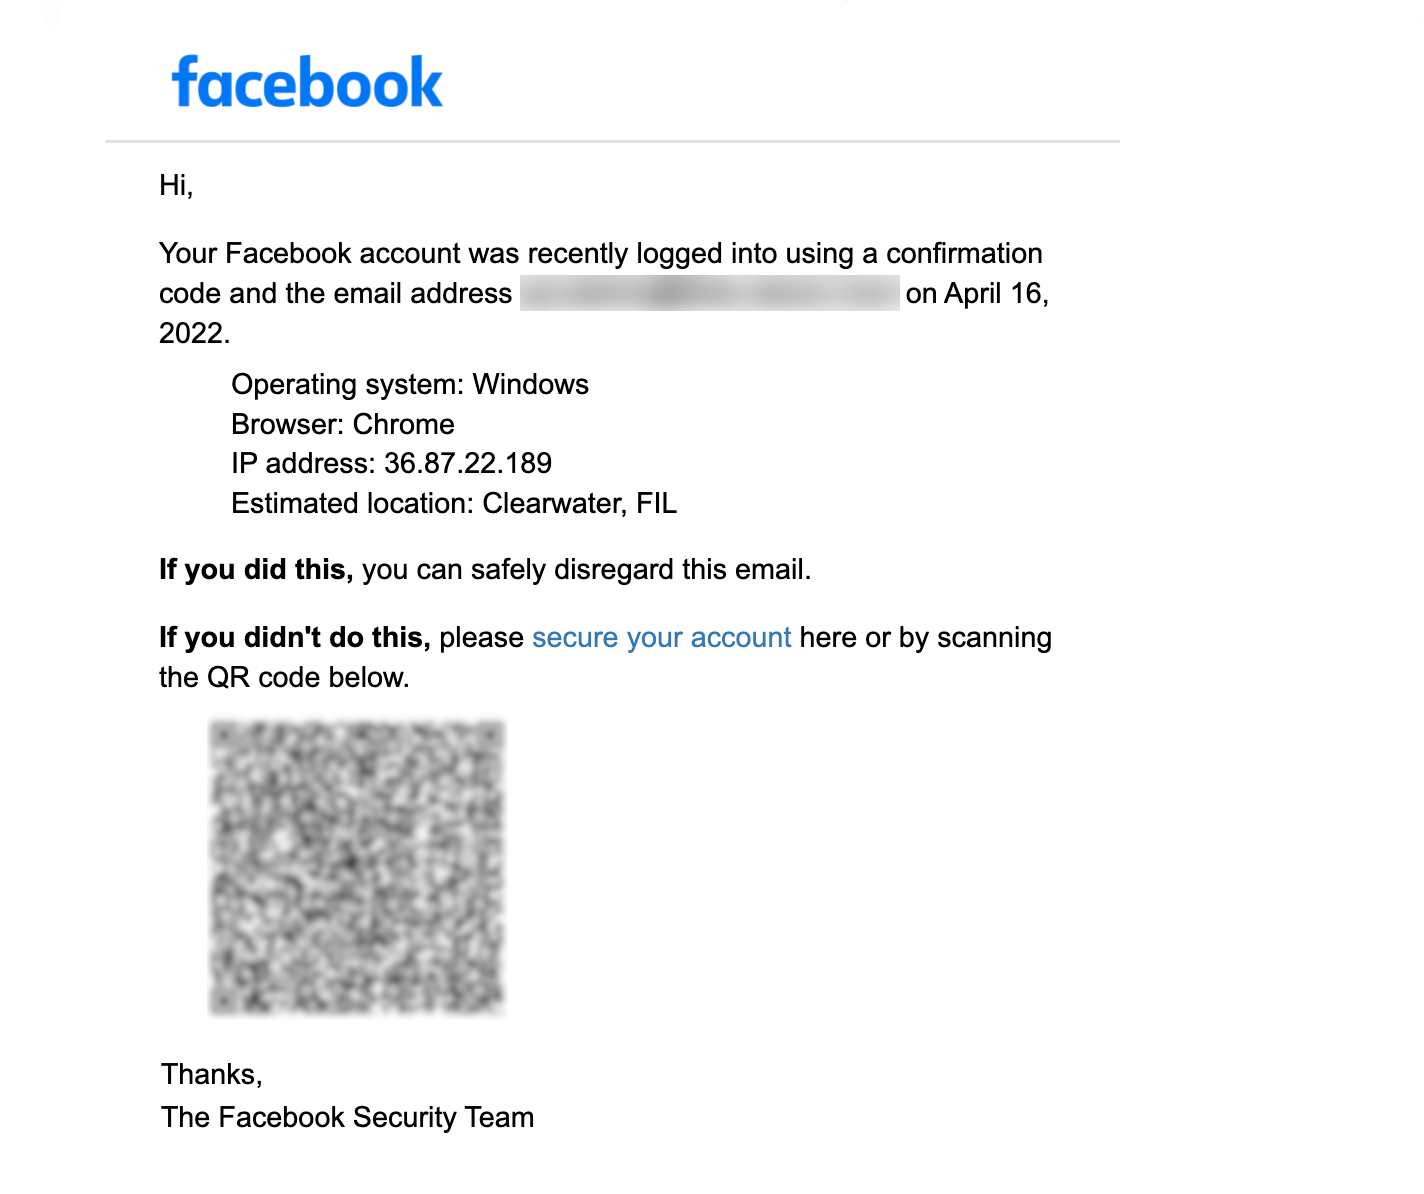 facebook
Hi,
Your Facebook account was recently logged into using a confirmation
code and the email address on April 16,
2022.
Operating system: Windows
Browser: Chrome
IP address: 36.87.22.189
Estimated location: Clearwater, FIL
If you did this, you can safely disregard this email.
If you didn't do this, please secure your account here or by scanning
the QR code below.
Thanks,
The Facebook Security Team